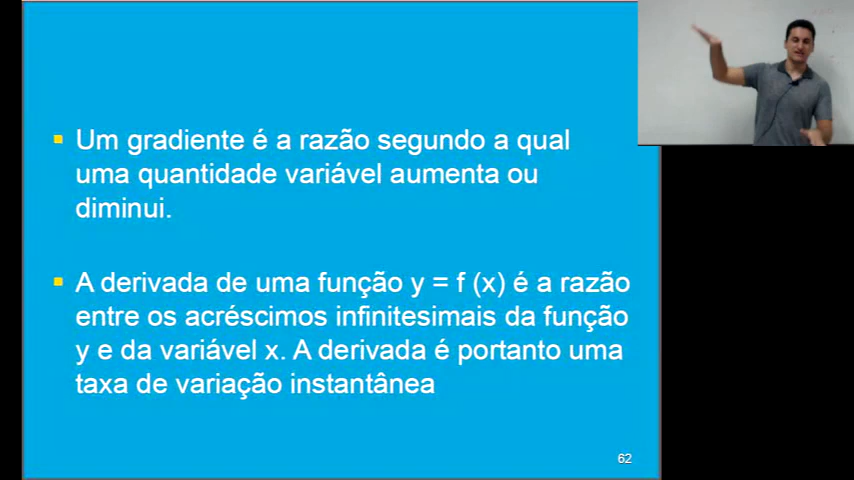 Um gradiente é a razão segundo a qual
uma quantidade variável aumenta ou
diminui.
A derivada de uma função y = f (x) é a razão
entre os acréscimos infinitesimais da função
y e da variável x. A derivada é portanto uma
taxa de variação instantânea
62